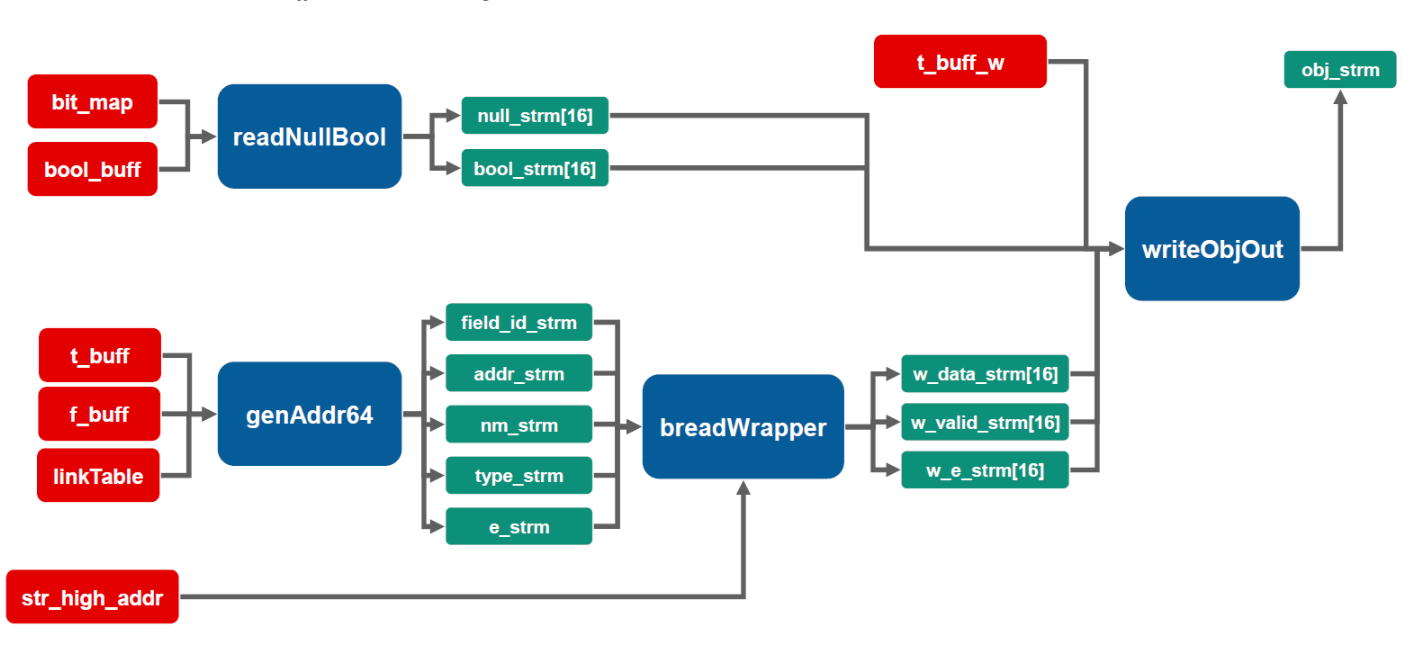 t_buff_w
obj_strm
bit_map
bool_buff
readNullBool
null_strm[16]
bool_strm[16]
writeObjOut
t_buff
f_buff
linkTable
genAddr64
field_id_strm
addr_strm
nm_strm
type_strm
e_strm
breadWrapper
w_data_strm[16]
w_valid_strm[16]
w_e_strm[16]
str_high_addr